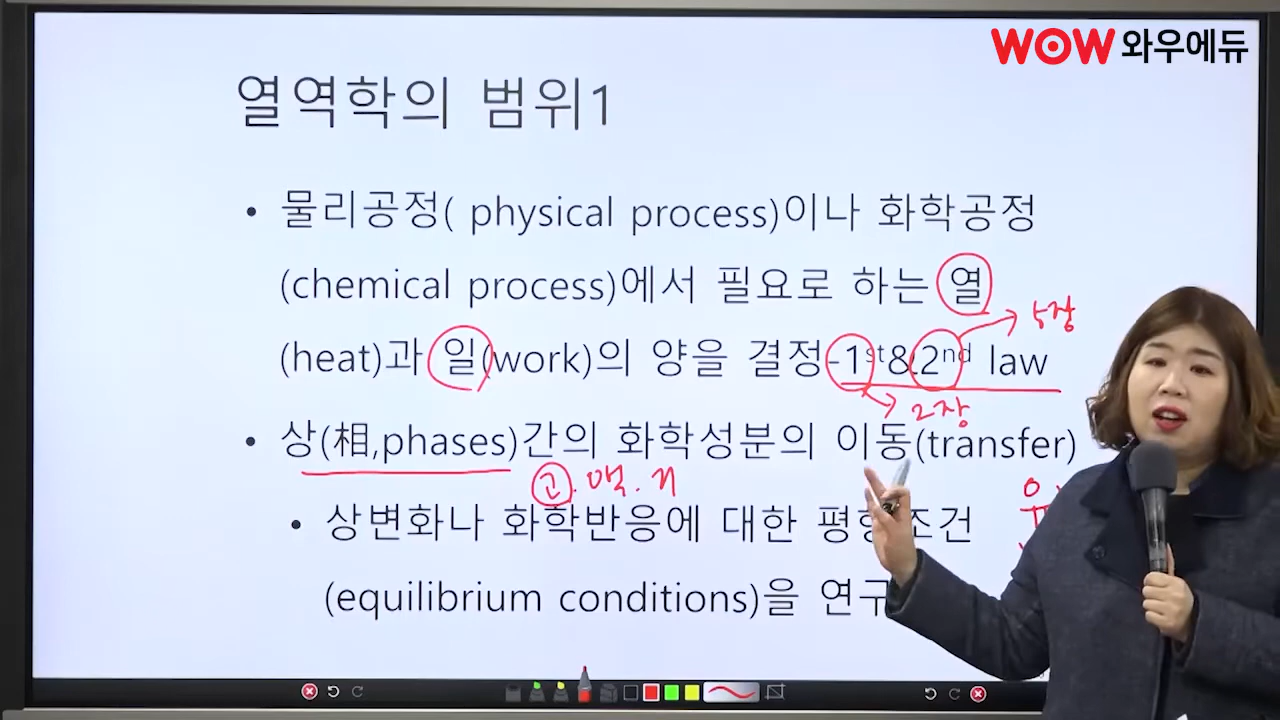 WOW 와우에듀
열역학의 범위1
• 물리공정( physical process)이나 화학공정
(chemical process)에서 필요로 하는 열
5장
(heat)과 일(work)의 양을 결정-1st&2nd law
2장
• 상(相,phases)간의 화학성분의 이동(transfer)
고.액.기
• 상변화나 화학반응에 대한 평형조건
(equilibrium conditions)을 연구